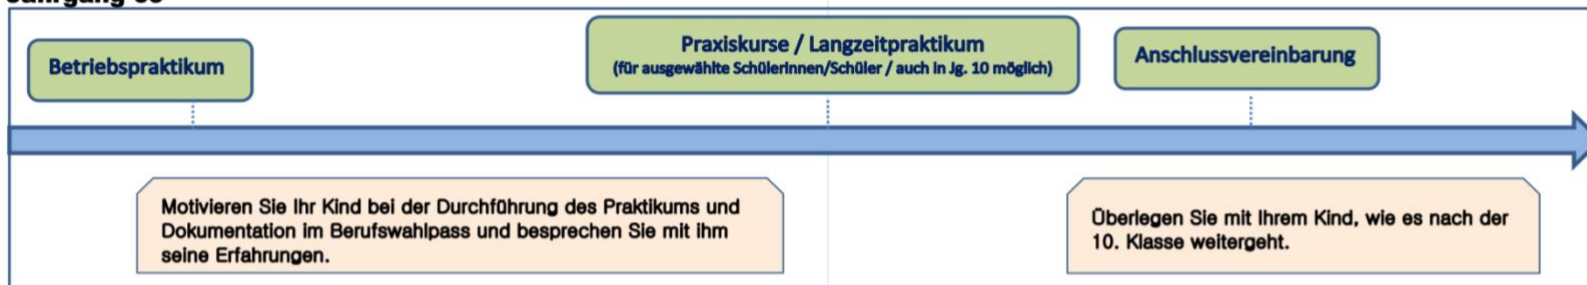 Betriebspraktikum
Praxiskurse / Langzeitpraktikum
(für ausgewählte Schülerinnen/Schüler / auch in Jg. 10 möglich)
Anschlussvereinbarung
Motivieren Sie Ihr Kind bei der Durchführung des Praktikums und
Dokumentation im Berufswahlpass und besprechen Sie mit ihm
seine Erfahrungen.
Überlegen Sie mit Ihrem Kind, wie es nach der
10. Klasse weitergeht.